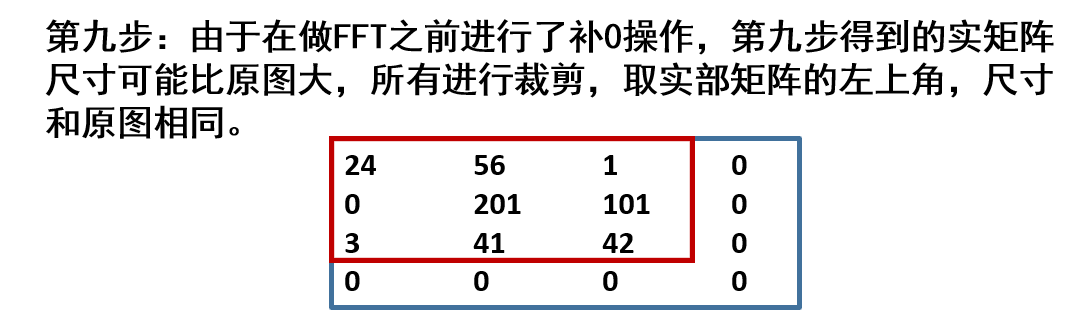 第九步：由于在做FFT之前进行了补0操作，第九步得到的实矩阵
尺寸可能比原图大，所有进行裁剪，取实部矩阵的左上角，尺寸
和原图相同。
24 56 1 0
0 201 101 0
3 41 42 0
0 0 0 0